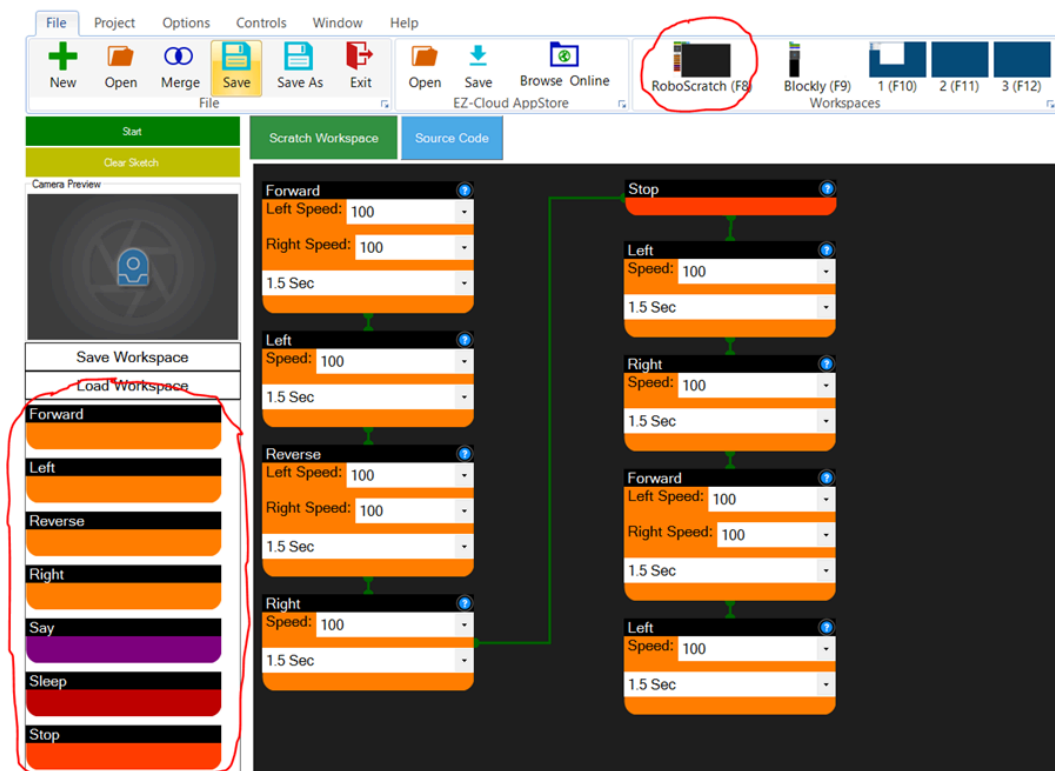 File Project Options Controls Window Help
New Open Merge Save Save As Exit Open Save Browse Online RoboScratch (F8) Blockly (F9) 1 (F10) 2 (F11) 3 (F12)
File EZ-Cloud AppStore Workspaces
Start
Clear Sketch
Camera Preview
Save Workspace
Load Workspace
Forward
Left
Reverse
Right
Say
Sleep
Stop
Scratch Workspace Source Code
Forward
Left Speed: 100
Right Speed: 100
1.5 Sec
Left
Speed: 100
1.5 Sec
Reverse
Left Speed: 100
Right Speed: 100
1.5 Sec
Right
Speed: 100
1.5 Sec
Stop
Left
Speed: 100
1.5 Sec
Right
Speed: 100
1.5 Sec
Forward
Left Speed: 100
Right Speed: 100
1.5 Sec
Left
Speed: 100
1.5 Sec